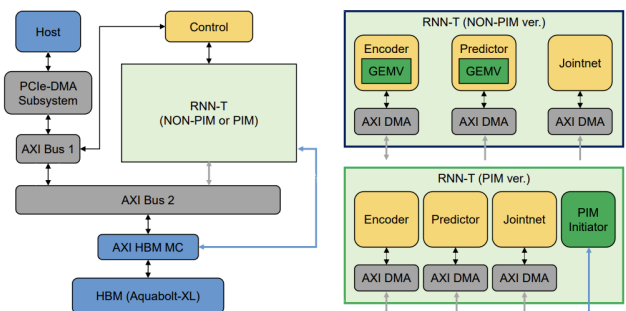 Host
Control
PCIe-DMA
Subsystem
AXI Bus 1
RNN-T
(NON-PIM or PIM)
AXI Bus 2
AXI HBM MC
HBM (Aquabolt-XL)
RNN-T (NON-PIM ver.)
Encoder
GEMV
Predictor
GEMV
Jointnet
AXI DMA
AXI DMA
AXI DMA
RNN-T (PIM ver.)
Encoder
Predictor
Jointnet
PIM
Initiator
AXI DMA
AXI DMA
AXI DMA